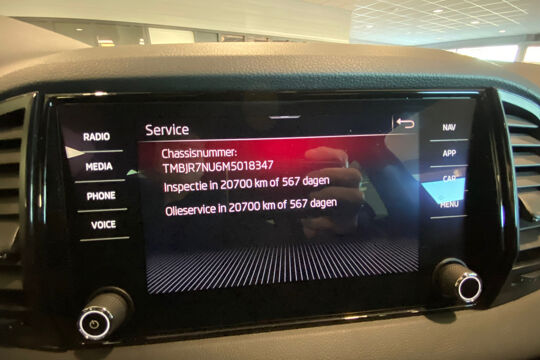 RADIO
MEDIA
PHONE
VOICE
Service
Chassisnummer:
TMBJR7NU6M5018347
Inspectie in 20700 km of 567 dagen
Olieservice in 20700 km of 567 dagen
NAV
APP
CAR
MENU